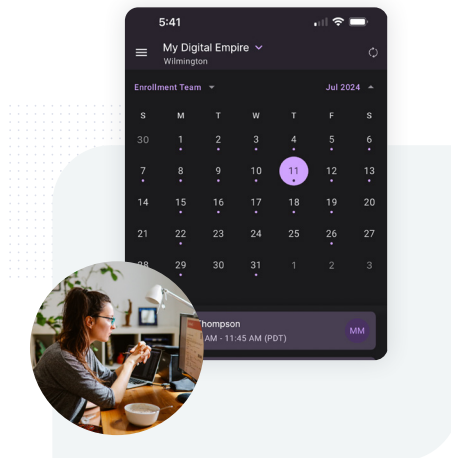 5:41
My Digital Empire
Wilmington
Enrollment Team
Jul 2024
S M T W T F S
30 1 2 3 4 5 6
7 8 9 10 11 12 13
14 15 16 17 18 19 20
21 22 23 24 25 26 27
28 29 30 31 1 2 3
AM - 11:45 AM (PDT)
MM